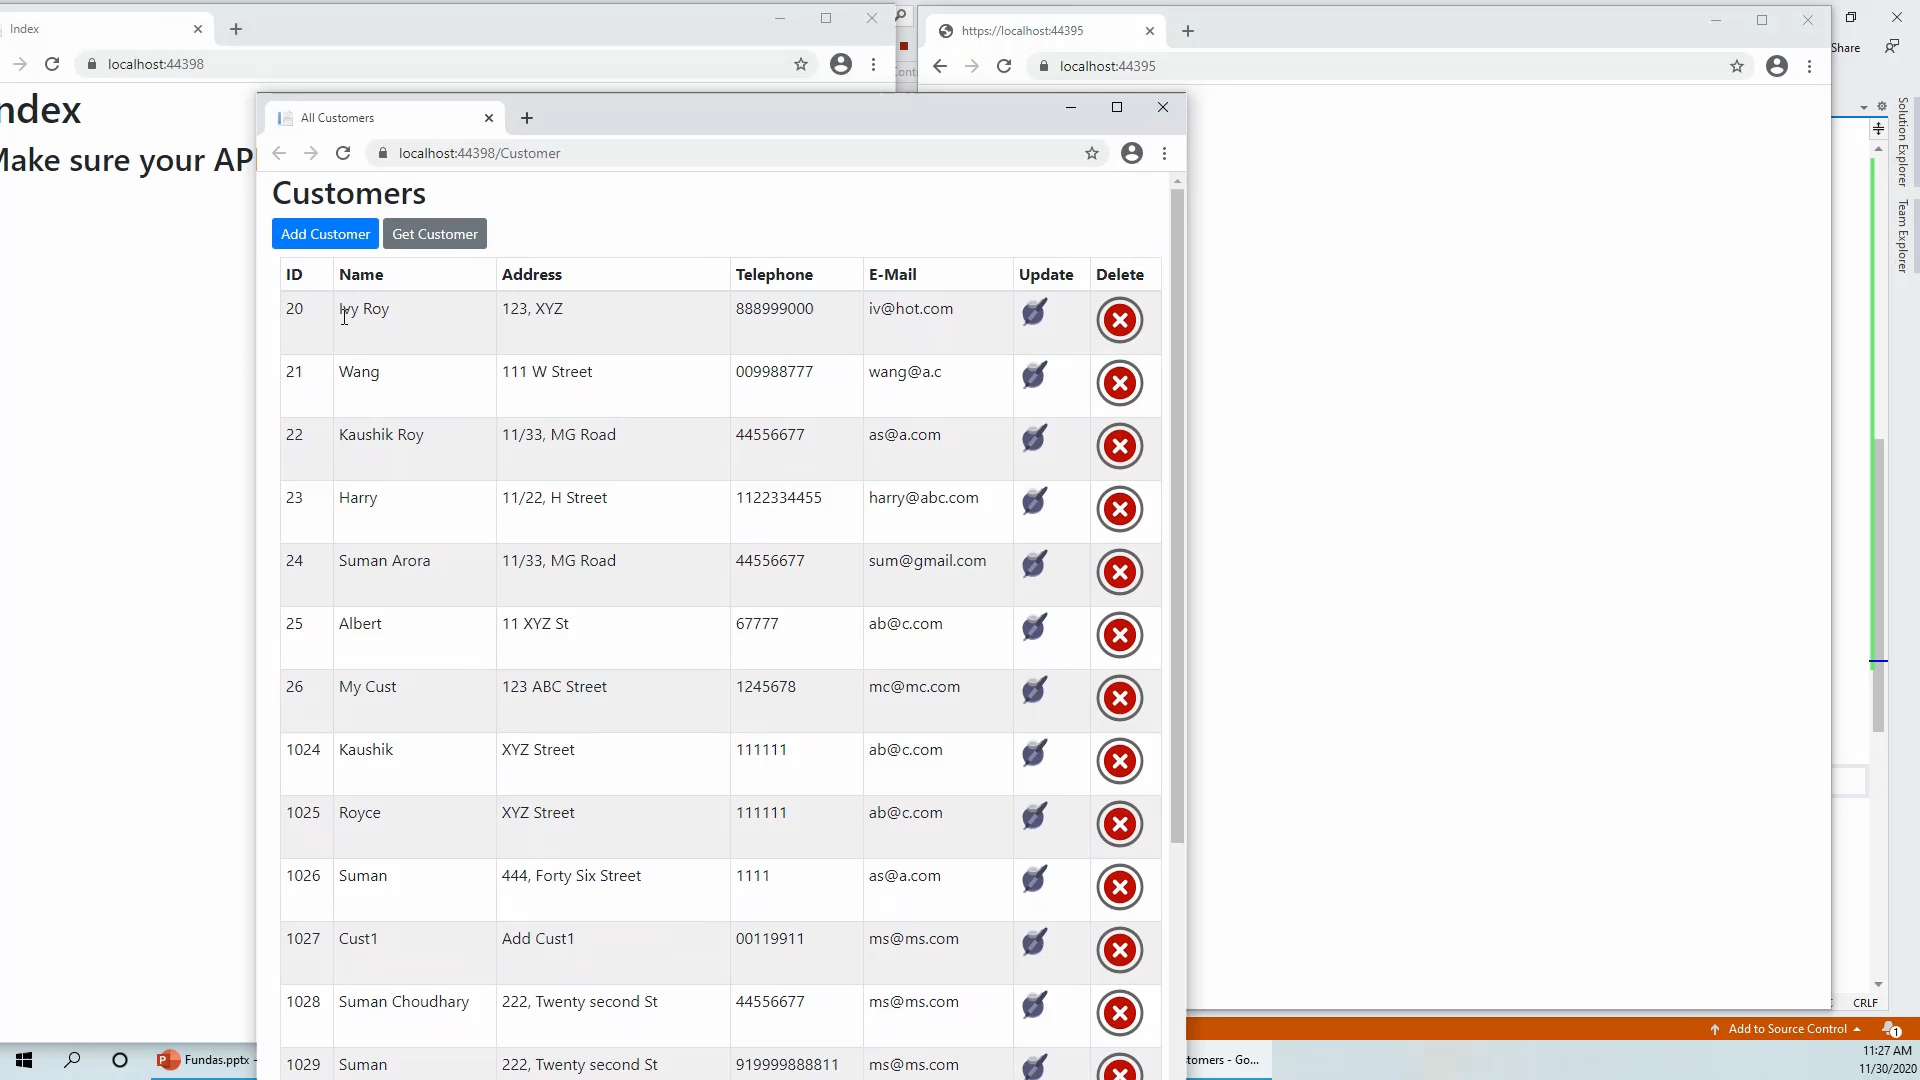 Index
localhost:44398
ndex
Make sure your AP
https://localhost:44395
localhost:44395
Share
Solution Explorer
Team Explorer
All Customers
localhost:44398/Customer
Customers
Add Customer Get Customer
ID Name Address Telephone E-Mail Update Delete
20 Ivy Roy 123, XYZ 888999000 iv@hot.com
21 Wang 111 W Street 009988777 wang@a.c
22 Kaushik Roy 11/33, MG Road 44556677 as@a.com
23 Harry 11/22, H Street 1122334455 harry@abc.com
24 Suman Arora 11/33, MG Road 44556677 sum@gmail.com
25 Albert 11 XYZ St 67777 ab@c.com
26 My Cust 123 ABC Street 1245678 mc@mc.com
1024 Kaushik XYZ Street 111111 ab@c.com
1025 Royce XYZ Street 111111 ab@c.com
1026 Suman 444, Forty Six Street 1111 as@a.com
1027 Cust1 Add Cust1 00119911 ms@ms.com
1028 Suman Choudhary 222, Twenty second St 44556677 ms@ms.com
1029 Suman 222, Twenty second St 919999888811 ms@ms.com
CRLF
Add to Source Control 1
Fundas.pptx -
stomers - Go...
11:27 AM
11/30/2020